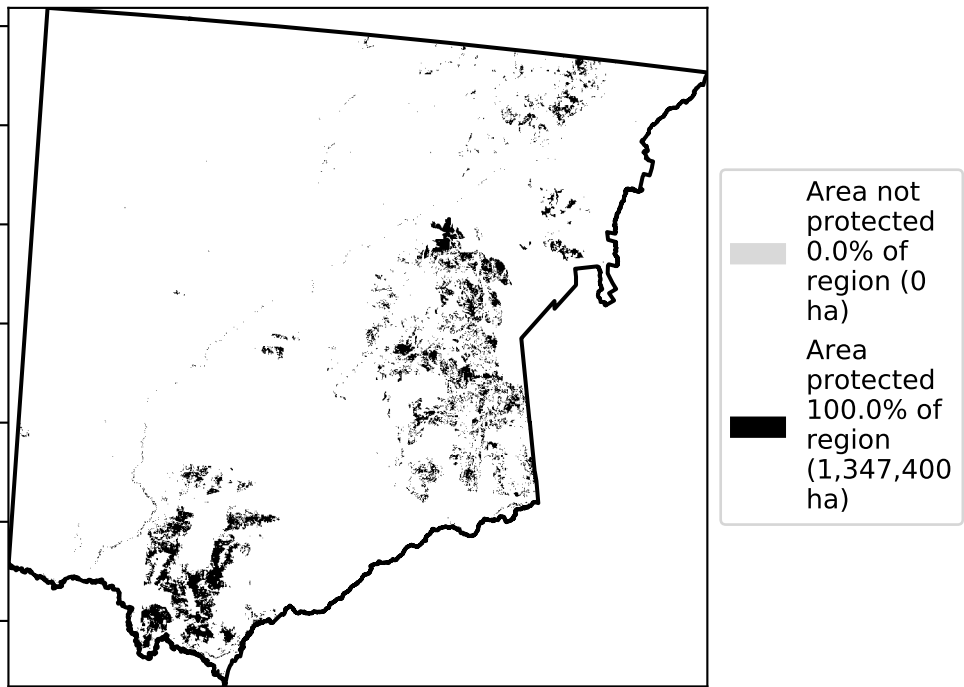 Area not
protected
0.0% of
region (0
ha)
Area
protected
100.0% of
region
(1,347,400
ha)